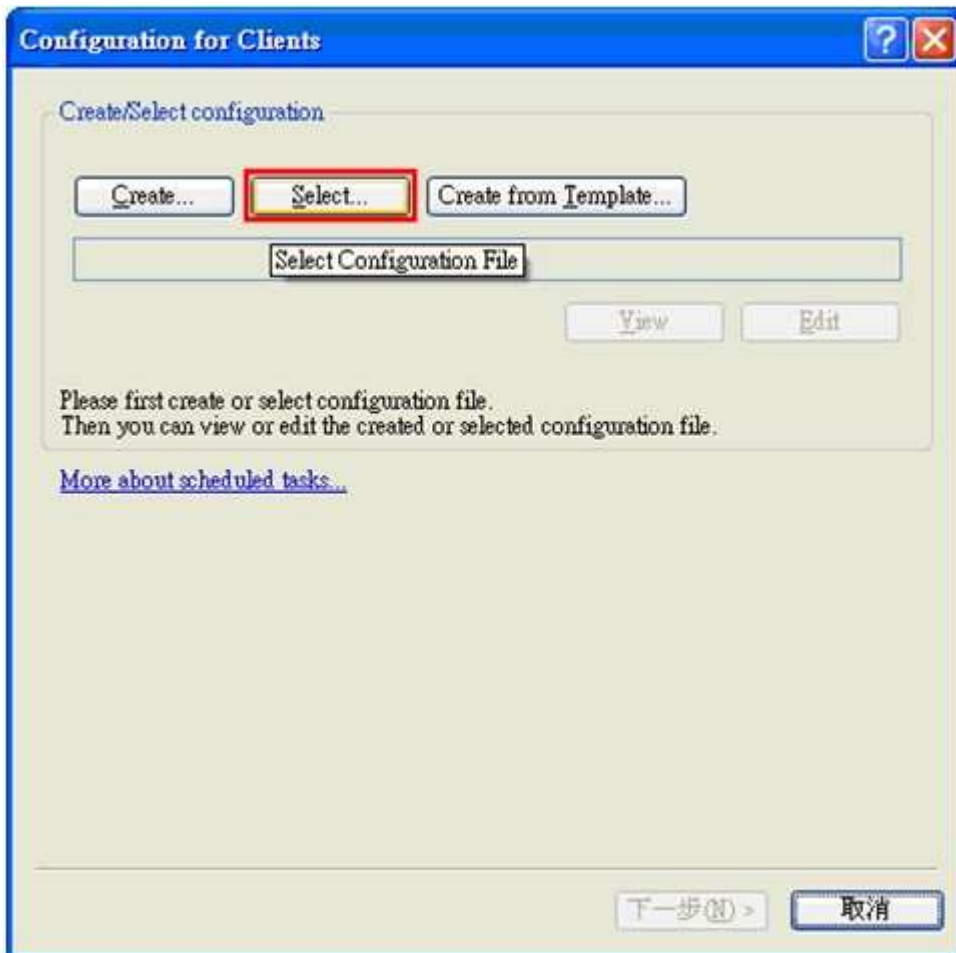 Configuration for Clients
Create/Select configuration
Create... Select... Create from Template...
Select Configuration File
View Edit
Please first create or select configuration file.
Then you can view or edit the created or selected configuration file.
More about scheduled tasks...
下一步(N) > 取消